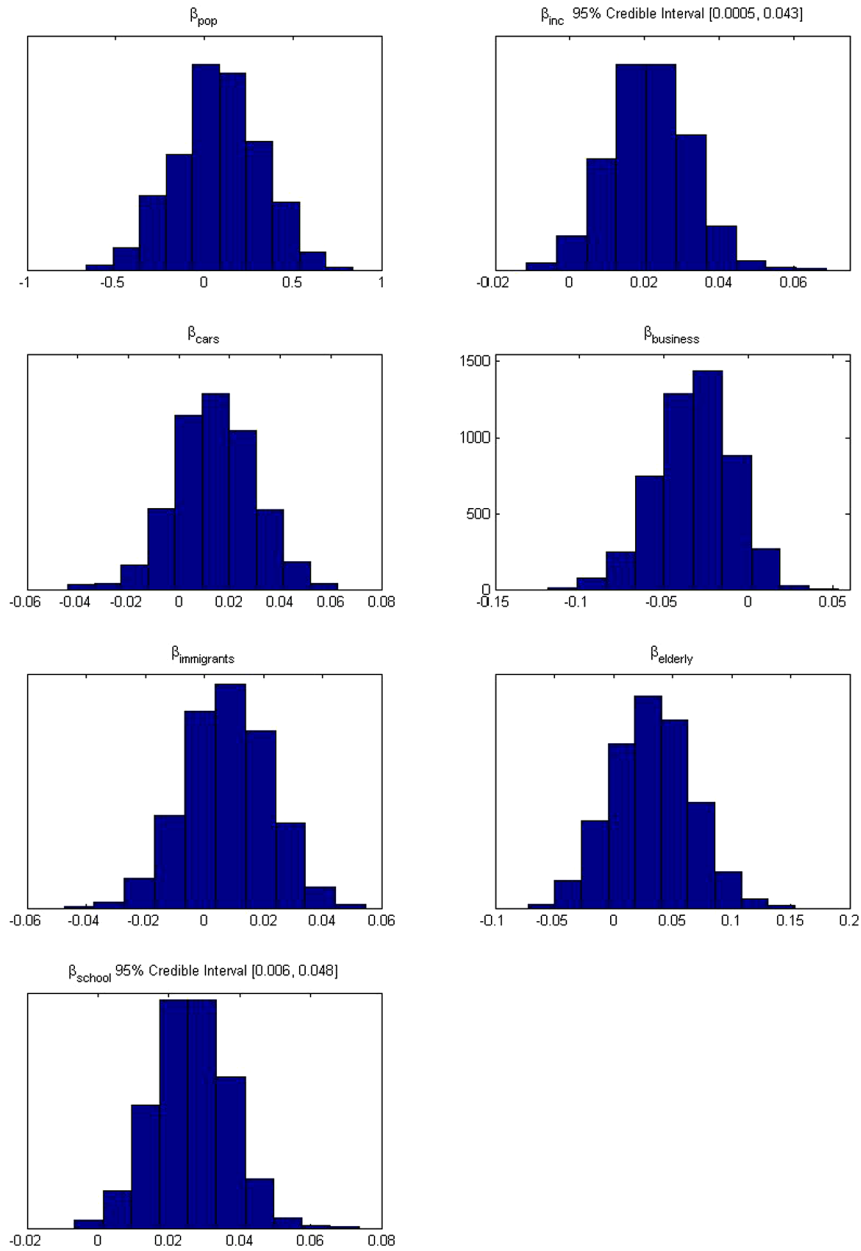 βpop
-1 -0.5 0 0.5 1
βinc 95% Credible Interval [0.0005, 0.043]
-0.02 0 0.02 0.04 0.06
βcars
-0.06 -0.04 -0.02 0 0.02 0.04 0.06 0.08
βbusiness
1500
1000
500
0
-0.15 -0.1 -0.05 0 0.05
βimmigrants
-0.06 -0.04 -0.02 0 0.02 0.04 0.06
βelderly
-0.1 -0.05 0 0.05 0.1 0.15 0.2
βschool 95% Credible Interval [0.006, 0.048]
-0.02 0 0.02 0.04 0.06 0.08